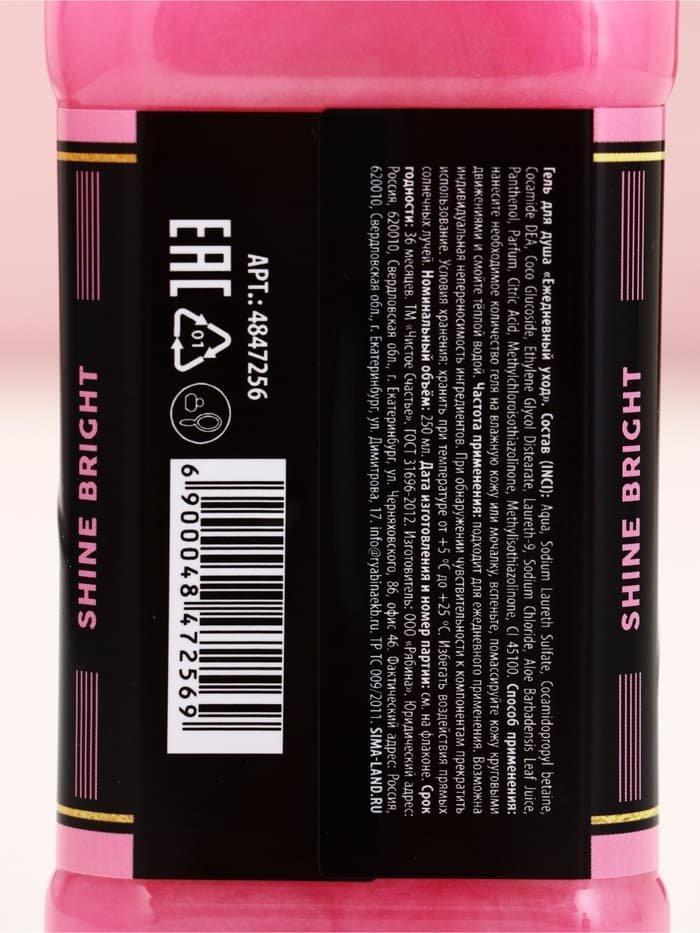 Гель для душа «Ежедневный уход», Состав (INCI): Aqua, Sodium Laureth Sulfate, Cocamidopropyl betaine,
Cocamide DEA, Coco Glucoside, Ethylene Glycol Distearate, Laureth-9, Sodium Chloride, Aloe Barbadensis Leaf Juice,
Panthenol, Parfum, Citric Acid, Methylchloroisothiazolinone, Methylisothiazolinone, CI 45100. Способ применения:
нанесите необходимое количество геля на влажную кожу или мочалку, вспеньте, помассируйте кожу круговыми
движениями и смойте тёплой водой. Частота применения: подходит для ежедневного применения. Возможна
индивидуальная непереносимость ингредиентов. При обнаружении чувствительности к компонентам прекратить
использование. Условия хранения: хранить при температуре от +5 °С до +25 °С. Избегать воздействия прямых
солнечных лучей. Номинальный объём: 250 мл. Дата изготовления и номер партии: см. на флаконе. Срок
годности: 36 месяцев. ТМ «Чистое Счастье». ГОСТ 31696-2012. Изготовитель: ООО «Рябина». Юридический адрес:
Россия, 620010, Свердловская обл., г. Екатеринбург, ул. Черняховского, 86, офис 46. Фактический адрес: Россия,
620010, Свердловская обл., г. Екатеринбург, ул. Димитрова, 17. info@ryabinaekb.ru. ТР ТС 009/2011. SIMA-LAND.RU
АРТ.: 4847256
EAC
01
6 900048 472569
SHINE BRIGHT
SHINE BRIGHT